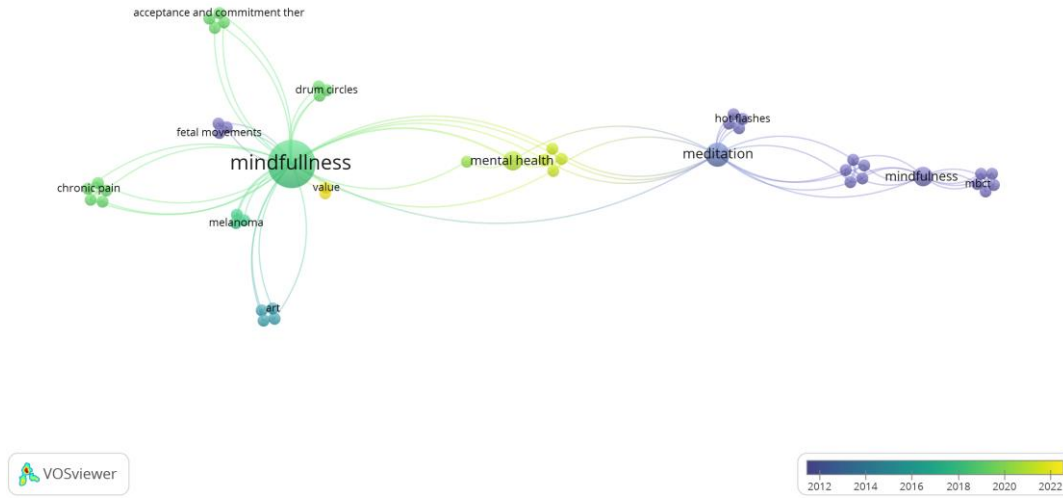 acceptance and commitment ther
drum circles
hot flashes
fetal movements
mindfullness
mental health
meditation
mindfulness
mbct
chronic pain
value
melanoma
art
VOSviewer
2012 2014 2016 2018 2020 2022